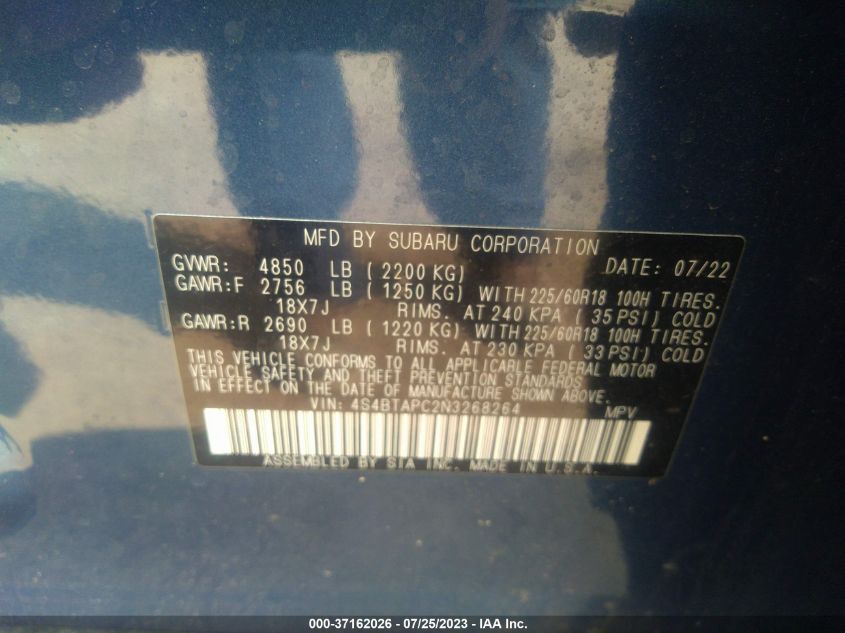 MFD BY SUBARU CORPORATION
GVWR: 4850 LB ( 2200 KG) DATE: 07/22
GAWR:F 2756 LB ( 1250 KG) WITH 225/60R18 100H TIRES.
18X7J RIMS. AT 240 KPA ( 35 PSI) COLD
GAWR:R 2690 LB ( 1220 KG) WITH 225/60R18 100H TIRES.
18X7J RIMS. AT 230 KPA ( 33 PSI) COLD
THIS VEHICLE CONFORMS TO ALL APPLICABLE FEDERAL MOTOR
VEHICLE SAFETY AND THEFT PREVENTION STANDARDS
IN EFFECT ON THE DATE OF MANUFACTURE SHOWN ABOVE.
VIN: 4S4BTAPC2N3268264 MPV
ASSEMBLED BY SIA INC. MADE IN U.S.A.
000-37162026 - 07/25/2023 - IAA Inc.